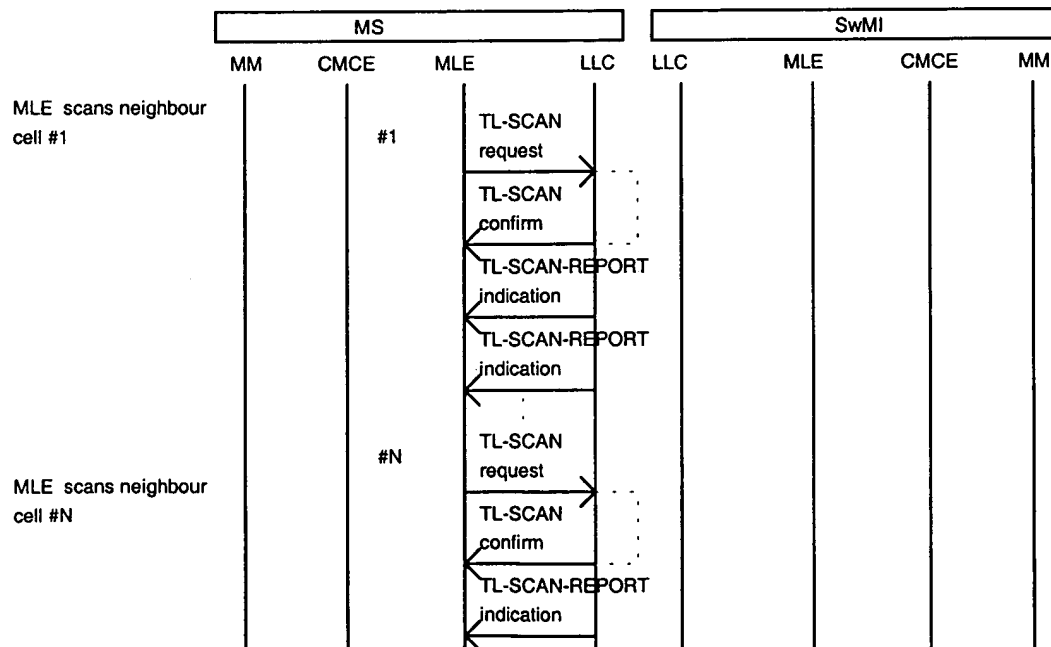 MS
SwMI
MM
CMCE
MLE
LLC
LLC
MLE
CMCE
MM
MLE scans neighbour
cell #1
#1
TL-SCAN
request
TL-SCAN
confirm
TL-SCAN-REPORT
indication
TL-SCAN-REPORT
indication
#N
TL-SCAN
request
MLE scans neighbour
cell #N
TL-SCAN
confirm
TL-SCAN-REPORT
indication